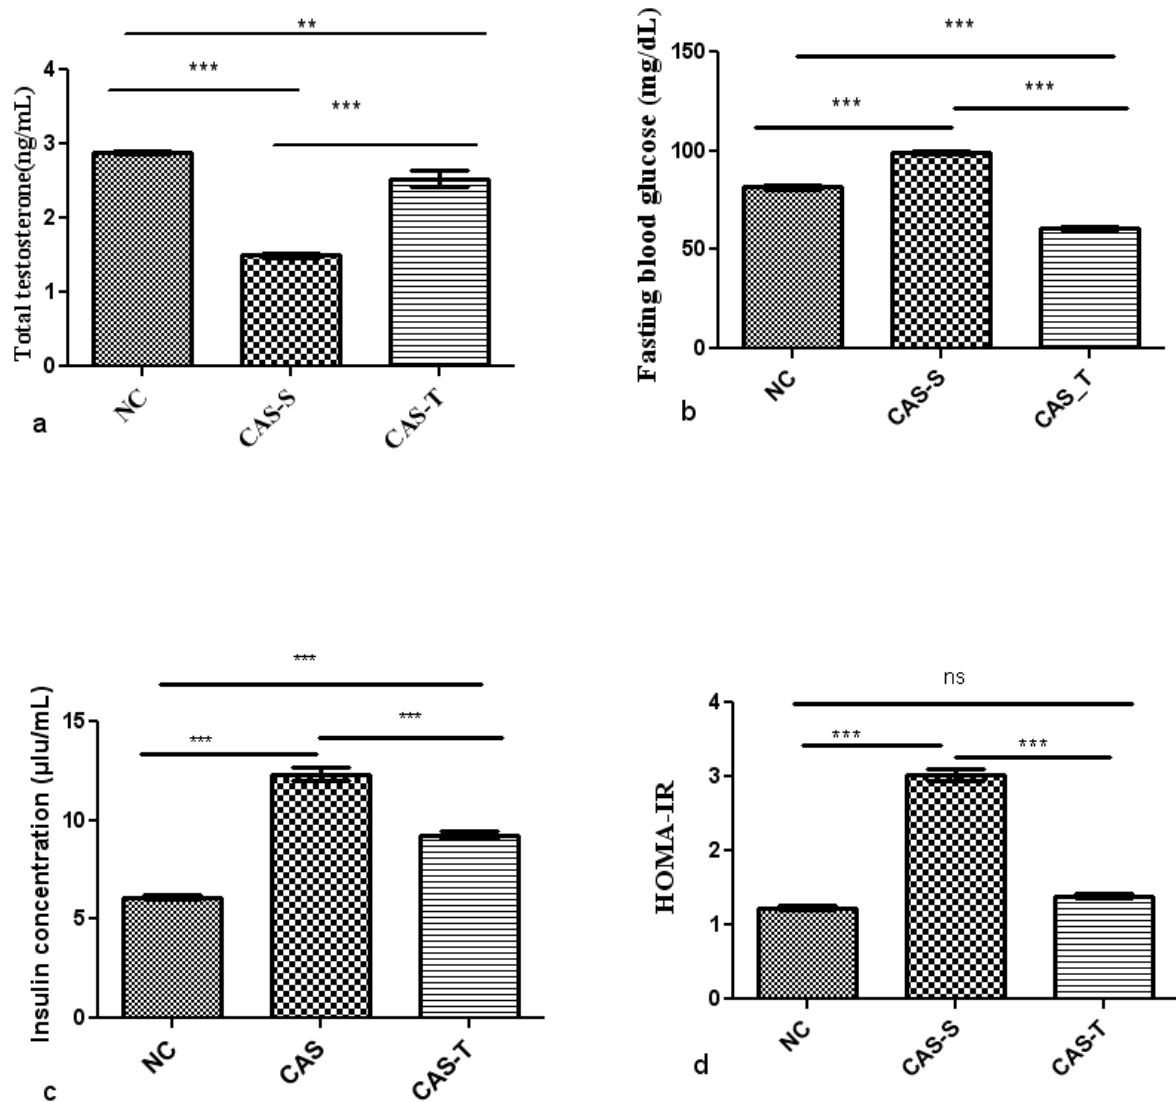 **
***
***
Total testosterone(ng/mL)
4
3
2
1
0
NC
CAS-S
CAS-T
a
***
***
***
Fasting blood glucose (mg/dL)
150
100
50
0
NC
CAS-S
CAS_T
b
***
***
***
Insulin concentration (µIu/mL)
15
10
5
0
NC
CAS
CAS-T
c
ns
***
***
HOMA-IR
4
3
2
1
0
NC
CAS-S
CAS-T
d